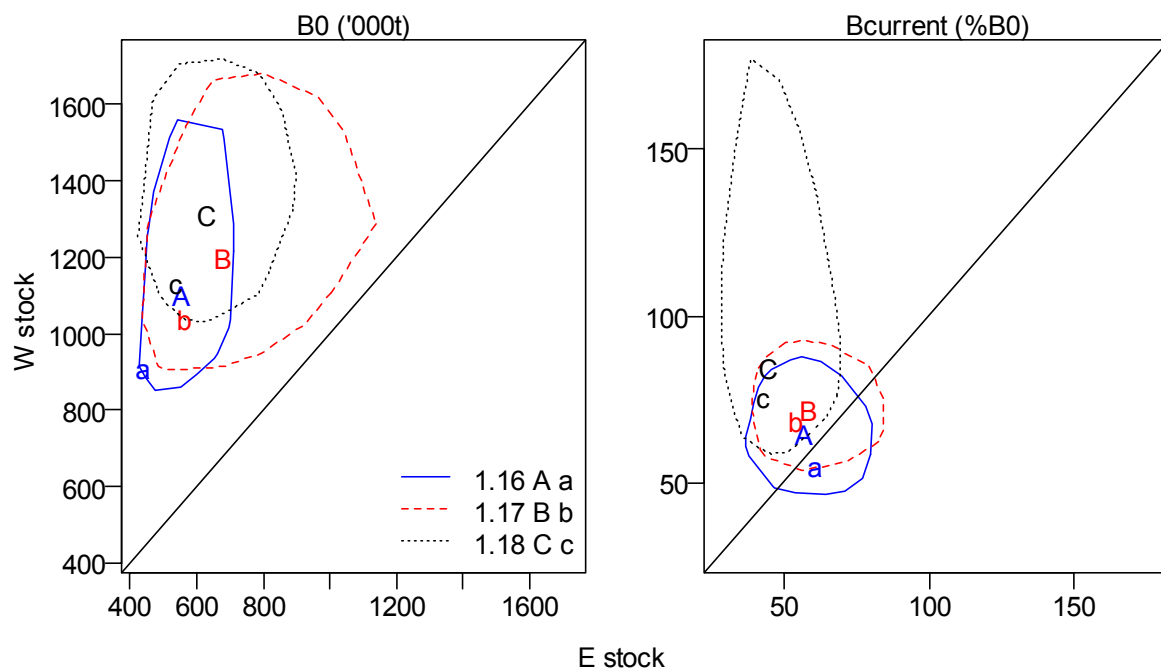 B0 ('000t)
Bcurrent (%B0)
W stock
1600
1400
1200
1000
800
600
400
C
B
c
A
b
a
1.16 A a
1.17 B b
1.18 C c
400 600 800 1200 1600
150
100
50
C
c
B
b
A
a
50 100 150
E stock